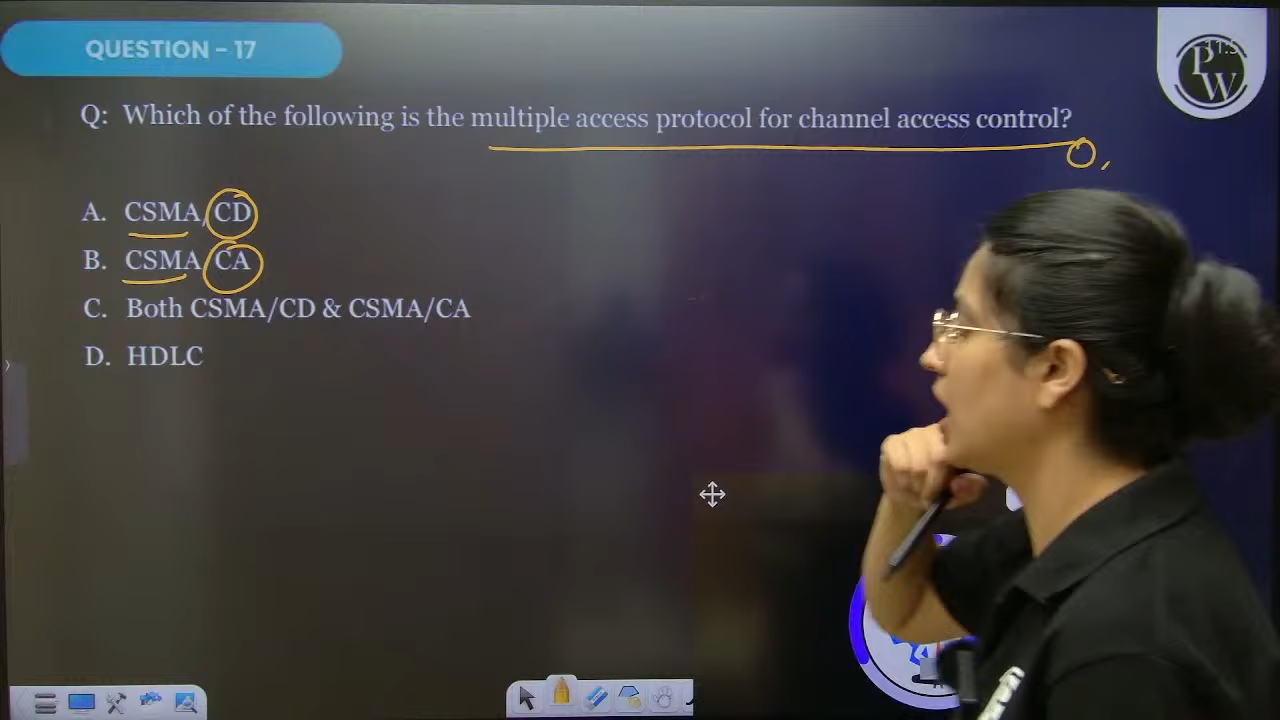 QUESTION - 17
PW
Q: Which of the following is the multiple access protocol for channel access control?
A. CSMA/CD
B. CSMA/CA
C. Both CSMA/CD & CSMA/CA
D. HDLC